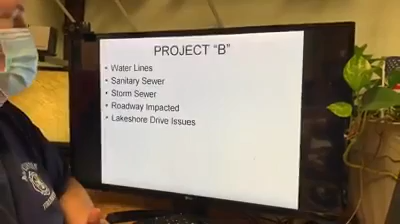 PROJECT "B"
• Water Lines
• Sanitary Sewer
• Storm Sewer
• Roadway Impacted
• Lakeshore Drive Issues